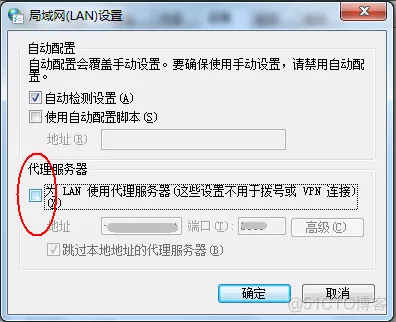 局域网(LAN)设置
自动配置
自动配置会覆盖手动设置。要确保使用手动设置，请禁用自动配
置。
自动检测设置(A)
使用自动配置脚本(S)
地址(R)
代理服务器
为 LAN 使用代理服务器(这些设置不用于拨号或 VPN 连接)
(X)
地址
端口(T):
高级(C)
跳过本地地址的代理服务器(B)
确定
取消
@51CTO博客